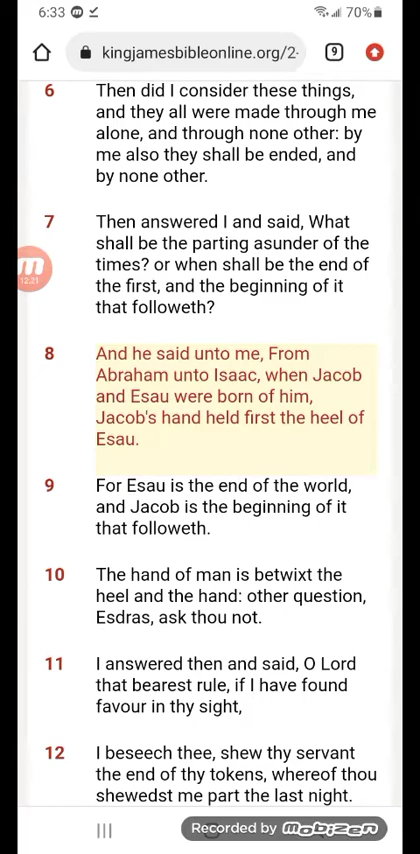 6:33 70%
kingjamesbibleonline.org/2- 9
6 Then did I consider these things,
and they all were made through me
alone, and through none other: by
me also they shall be ended, and
by none other.
7 Then answered I and said, What
shall be the parting asunder of the
times? or when shall be the end of
the first, and the beginning of it
that followeth?
12:21
8 And he said unto me, From
Abraham unto Isaac, when Jacob
and Esau were born of him,
Jacob's hand held first the heel of
Esau.
9 For Esau is the end of the world,
and Jacob is the beginning of it
that followeth.
10 The hand of man is betwixt the
heel and the hand: other question,
Esdras, ask thou not.
11 I answered then and said, O Lord
that bearest rule, if I have found
favour in thy sight,
12 I beseech thee, shew thy servant
the end of thy tokens, whereof thou
shewedst me part the last night.
Recorded by mobizen